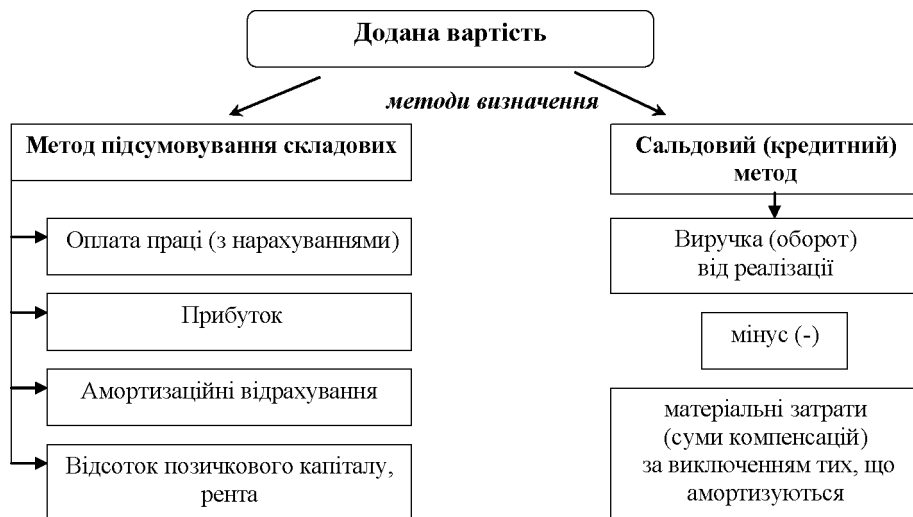 Додана вартість
методи визначення
Метод підсумовування складових
Оплата праці (з нарахуваннями)
Прибуток
Амортизаційні відрахування
Відсоток позичкового капіталу,
рента
Сальдовий (кредитний)
метод
Виручка (оборот)
від реалізації
мінус (-)
матеріальні затрати
(суми компенсацій)
за виключенням тих, що
амортизуються